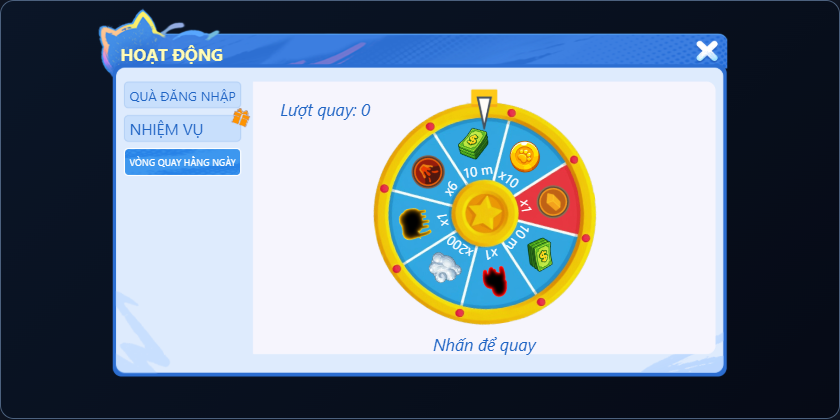 HOẠT ĐỘNG
QUÀ ĐĂNG NHẬP
NHIỆM VỤ
VÒNG QUAY HẰNG NGÀY
Lượt quay: 0
10 m
x10
x1
10 m
x1
x200
x1
x6
Nhấn để quay